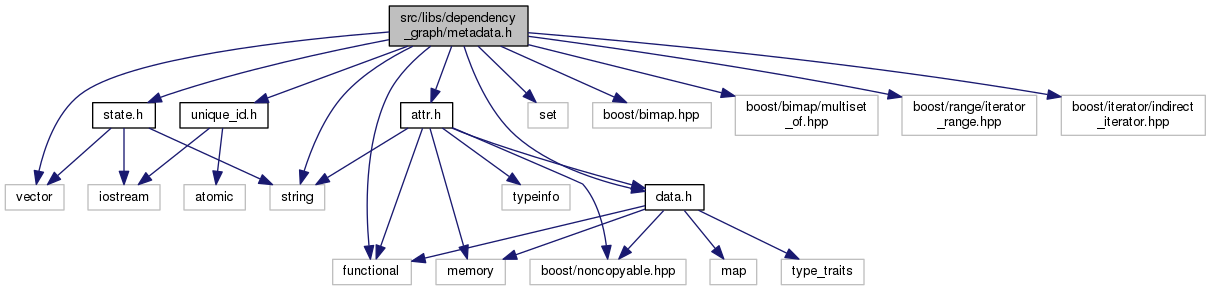 src/libs/dependency
_graph/metadata.h
state.h
unique_id.h
attr.h
set
boost/bimap.hpp
boost/bimap/multiset
_of.hpp
boost/range/iterator
_range.hpp
boost/iterator/indirect
_iterator.hpp
vector
iostream
atomic
string
typeinfo
data.h
functional
memory
boost/noncopyable.hpp
map
type_traits